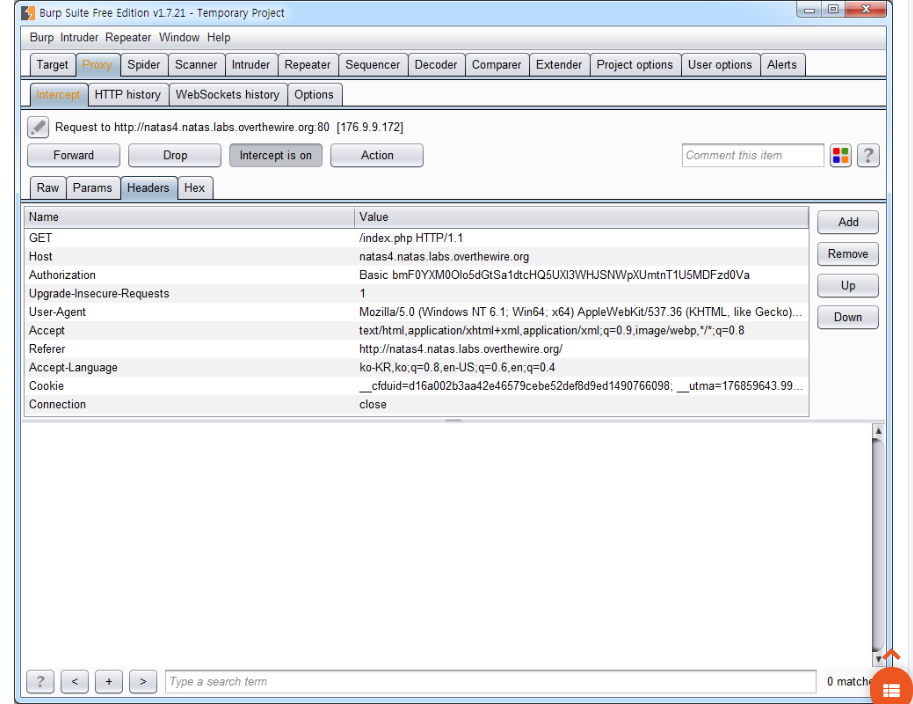 Burp Suite Free Edition v1.7.21 - Temporary Project
Burp Intruder Repeater Window Help
Target Proxy Spider Scanner Intruder Repeater Sequencer Decoder Comparer Extender Project options User options Alerts
Intercept HTTP history WebSockets history Options
Request to http://natas4.natas.labs.overthewire.org:80 [176.9.9.172]
Forward Drop Intercept is on Action Comment this item ?
Raw Params Headers Hex
Name Value
GET /index.php HTTP/1.1
Host natas4.natas.labs.overthewire.org
Authorization Basic bmF0YXM0Olo5dGtSa1dtcHQ5UXI3WHJSNWpXUmtnT1U5MDFzd0Va
Upgrade-Insecure-Requests 1
User-Agent Mozilla/5.0 (Windows NT 6.1; Win64; x64) AppleWebKit/537.36 (KHTML, like Gecko)...
Accept text/html,application/xhtml+xml,application/xml;q=0.9,image/webp,*/*;q=0.8
Referer http://natas4.natas.labs.overthewire.org/
Accept-Language ko-KR,ko;q=0.8,en-US;q=0.6,en;q=0.4
Cookie __cfduid=d16a002b3aa42e46579cebe52def8d9ed1490766098; __utma=176859643.99...
Connection close
Add
Remove
Up
Down
? < + > Type a search term 0 matche